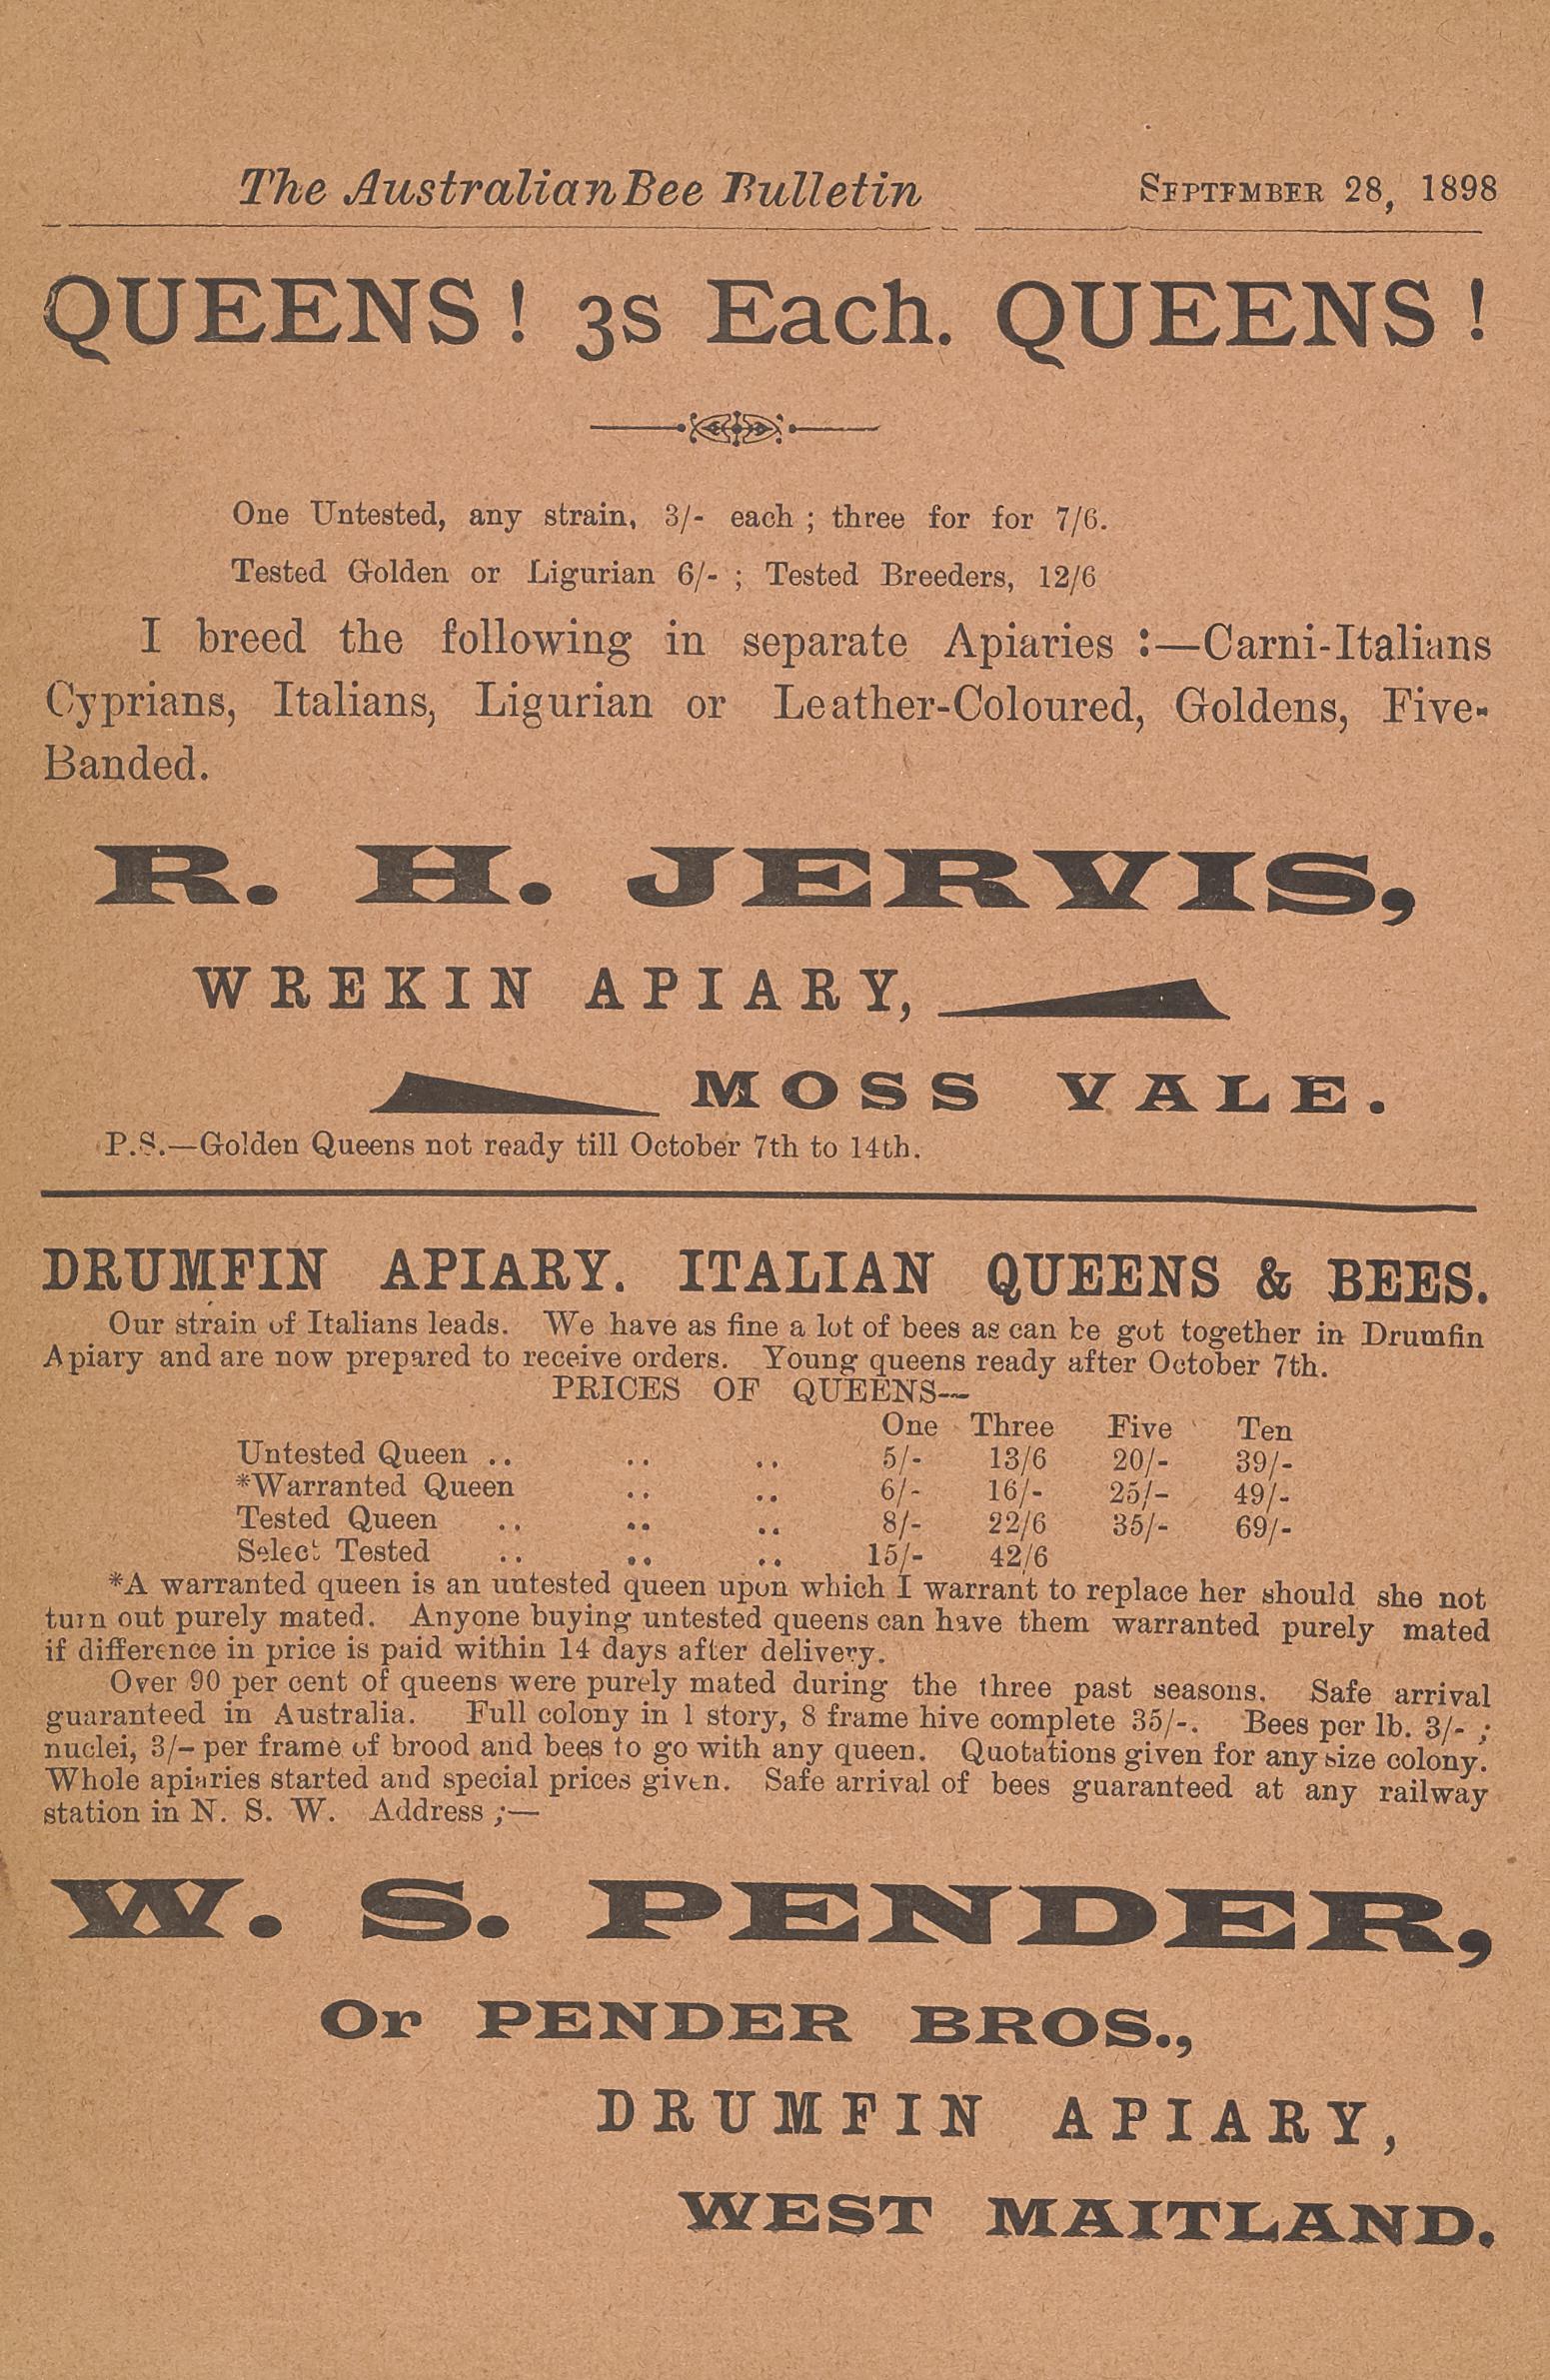 The Australian Bee Bulletin SEPTEMBER 28, 1898
QUEENS! 3s Each. QUEENS!
One Untested, any strain, 3/- each ; three for for 7/6.
Tested Golden or Ligurian 6/- ; Tested Breeders, 12/6
I breed the following in separate Apiaries :—Carni-Italians
Cyprians, Italians, Ligurian or Leather-Coloured, Goldens, Five-
Banded.
R. H. JERVIS,
WREKIN APIARY,
MOSS VALE.
P.S.—Golden Queens not ready till October 7th to 14th.
DRUMFIN APIARY. ITALIAN QUEENS & BEES.
Our strain of Italians leads. We have as fine a lot of bees as can be got together in Drumfin
Apiary and are now prepared to receive orders. Young queens ready after October 7th.
PRICES OF QUEENS—
One Three Five Ten
Untested Queen .. .. .. 5/- 13/6 20/- 39/-
*Warranted Queen .. .. 6/- 16/- 25/- 49/-
Tested Queen .. .. .. 8/- 22/6 35/- 69/-
Select Tested .. .. .. 15/- 42/6
*A warranted queen is an untested queen upon which I warrant to replace her should she not
turn out purely mated. Anyone buying untested queens can have them warranted purely mated
if difference in price is paid within 14 days after delivery.
Over 90 per cent of queens were purely mated during the three past seasons. Safe arrival
guaranteed in Australia. Full colony in 1 story, 8 frame hive complete 35/-. Bees per lb. 3/- ;
nuclei, 3/- per frame of brood and bees to go with any queen. Quotations given for any size colony.
Whole apiaries started and special prices given. Safe arrival of bees guaranteed at any railway
station in N. S. W. Address ;—
W. S. PENDER,
Or PENDER BROS.,
DRUMFIN APIARY,
WEST MAITLAND.